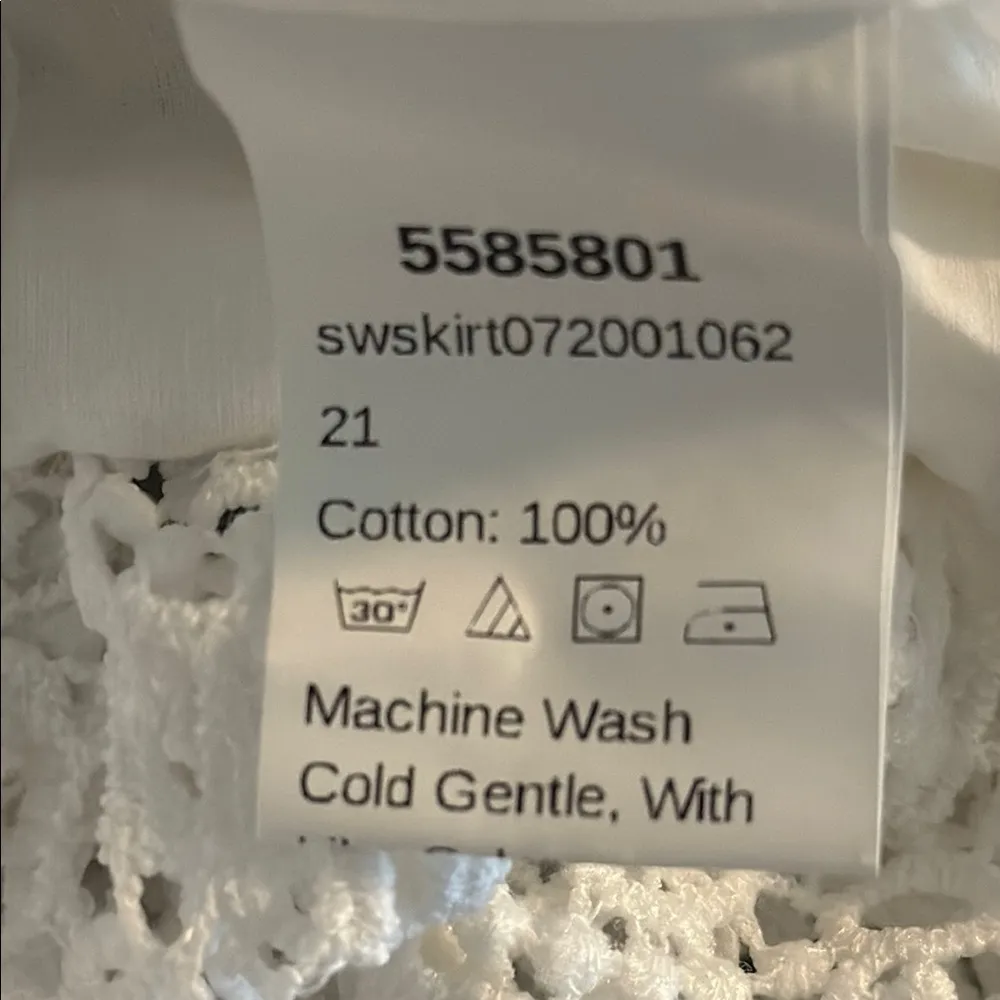 5585801
swskirt072001062
21
Cotton: 100%
30°
Machine Wash
Cold Gentle, With